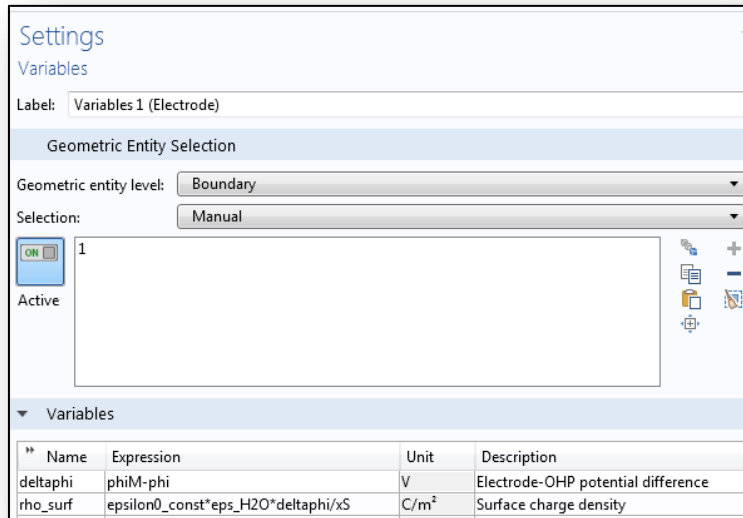 Settings
Variables
Label: Variables 1 (Electrode)
Geometric Entity Selection
Geometric entity level: Boundary
Selection: Manual
ON 1
Active
Variables
Name Expression Unit Description
deltaphi phiM-phi V Electrode-OHP potential difference
rho_surf epsilon0_const*eps_H2O*deltaphi/xS C/m² Surface charge density